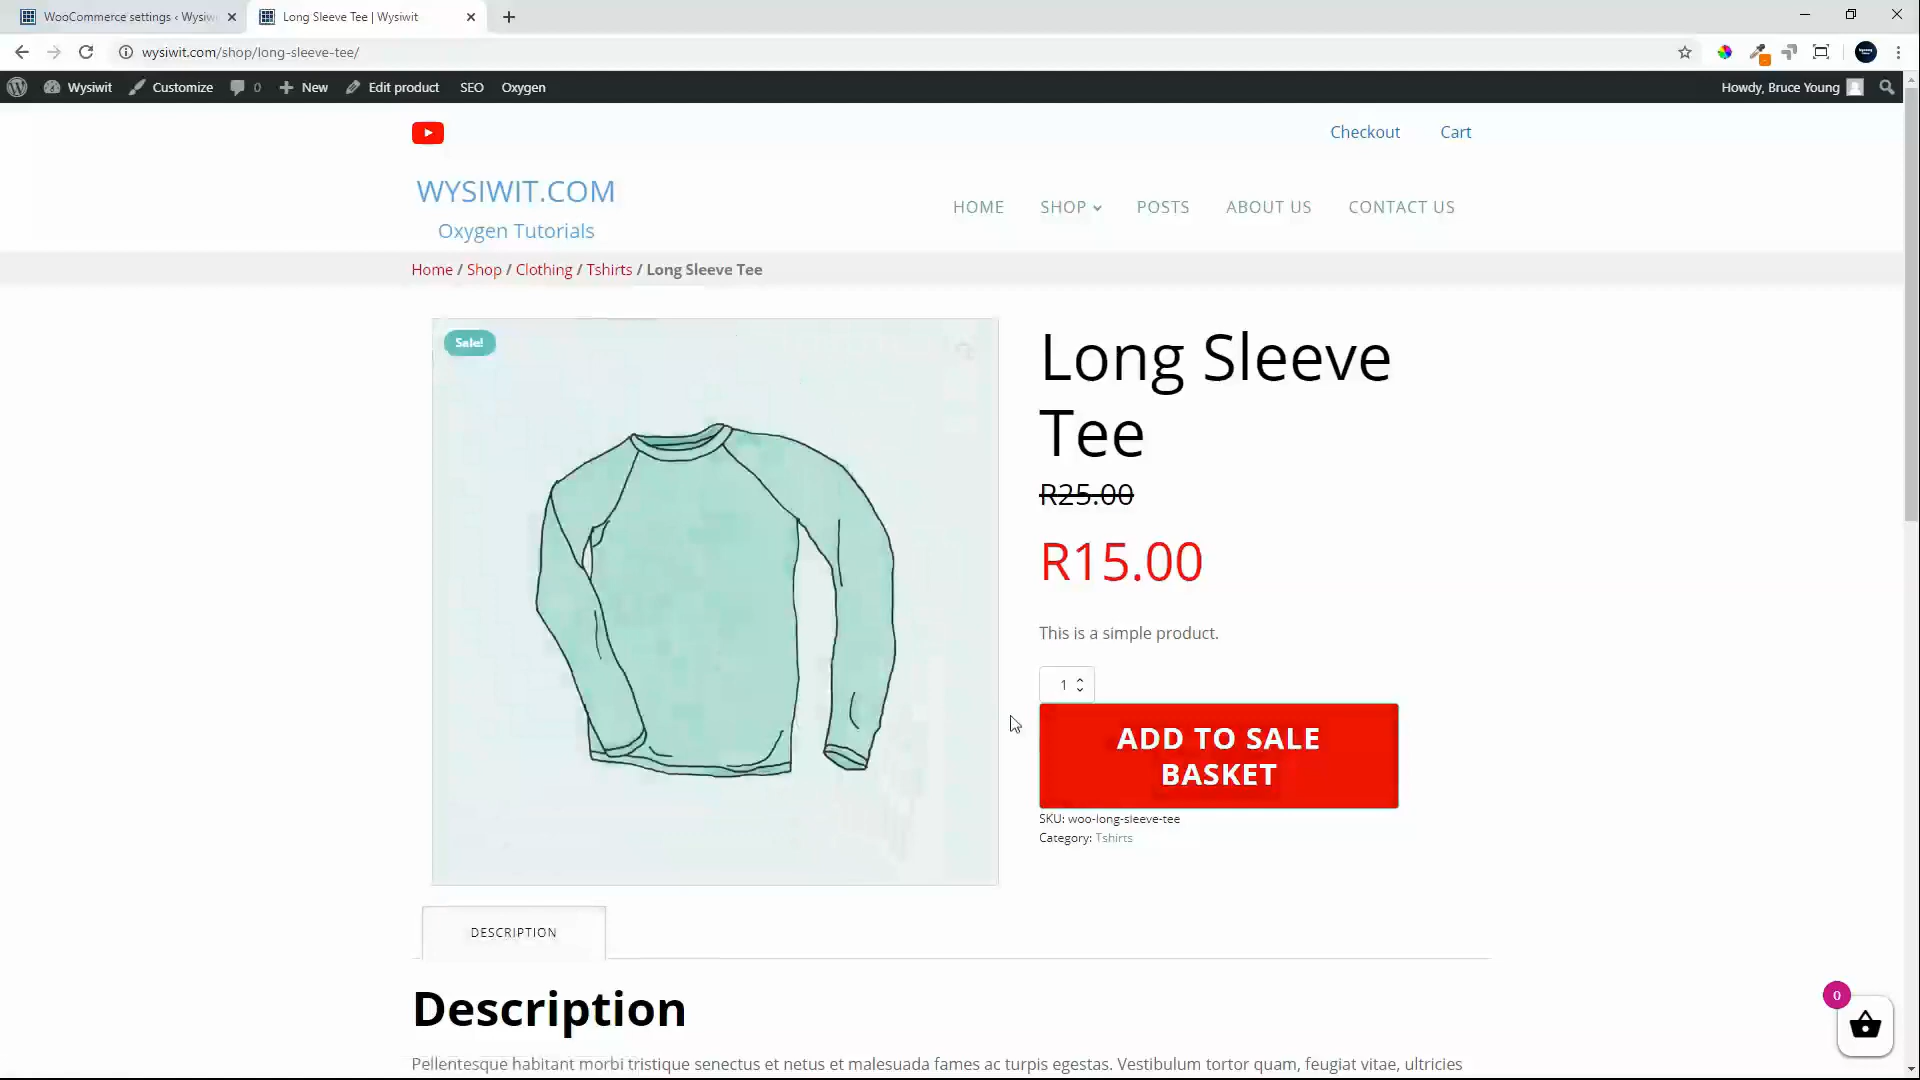 WooCommerce settings ‹ Wysiw
Long Sleeve Tee | Wysiwit
wysiwit.com/shop/long-sleeve-tee/
Wysiwit Customize 0 New Edit product SEO Oxygen Howdy, Bruce Young
Checkout Cart
WYSIWIT.COM
Oxygen Tutorials
HOME SHOP POSTS ABOUT US CONTACT US
Home / Shop / Clothing / Tshirts / Long Sleeve Tee
Sale!
Long Sleeve
Tee
R25.00
R15.00
This is a simple product.
1
ADD TO SALE
BASKET
SKU: woo-long-sleeve-tee
Category: Tshirts
DESCRIPTION
Description
0
Pellentesque habitant morbi tristique senectus et netus et malesuada fames ac turpis egestas. Vestibulum tortor quam, feugiat vitae, ultricies